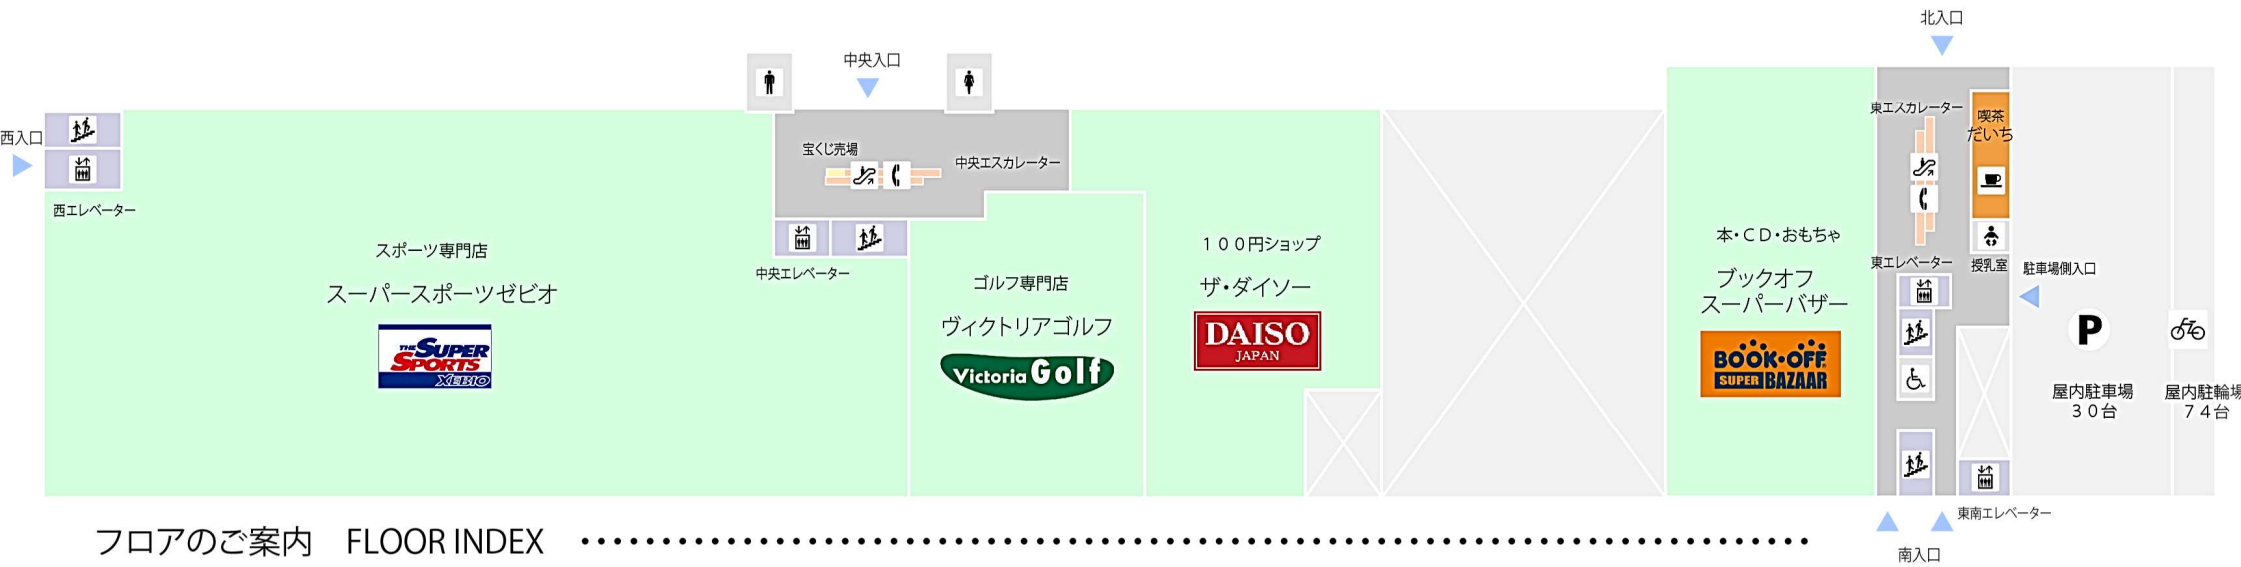 北入口
中央入口
西入口
西エレベーター
宝くじ売場
中央エスカレーター
中央エレベーター
スポーツ専門店
スーパースポーツゼビオ
THE SUPER
SPORTS
XEBIO
ゴルフ専門店
ヴィクトリアゴルフ
Victoria Golf
１００円ショップ
ザ・ダイソー
DAISO
JAPAN
本・ＣＤ・おもちゃ
ブックオフ
スーパーバザー
BOOK・OFF
SUPER BAZAAR
東エスカレーター
喫茶
だいち
東エレベーター
授乳室
駐車場側入口
P
屋内駐車場
３０台
屋内駐輪場
７４台
東南エレベーター
南入口
フロアのご案内 FLOOR INDEX